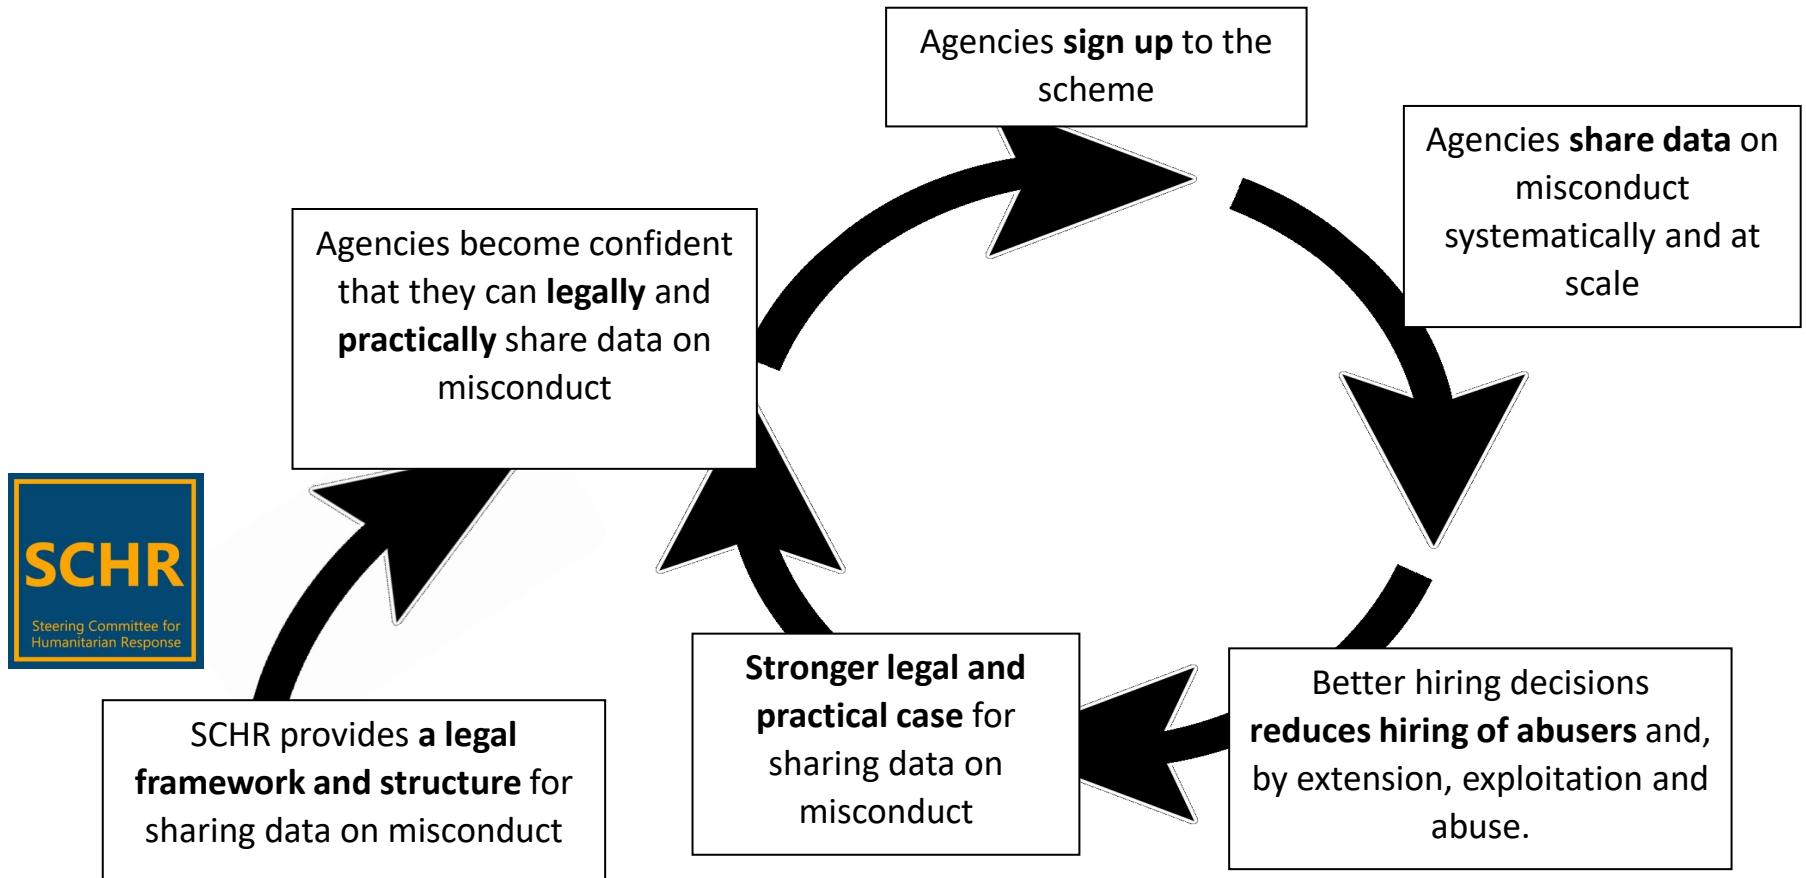 Agencies sign up to the
scheme
Agencies share data on
misconduct
systematically and at
scale
Agencies become confident
that they can legally and
practically share data on
misconduct
SCHR
Steering Committee for
Humanitarian Response
SCHR provides a legal
framework and structure for
sharing data on misconduct
Stronger legal and
practical case for
sharing data on
misconduct
Better hiring decisions
reduces hiring of abusers and,
by extension, exploitation and
abuse.